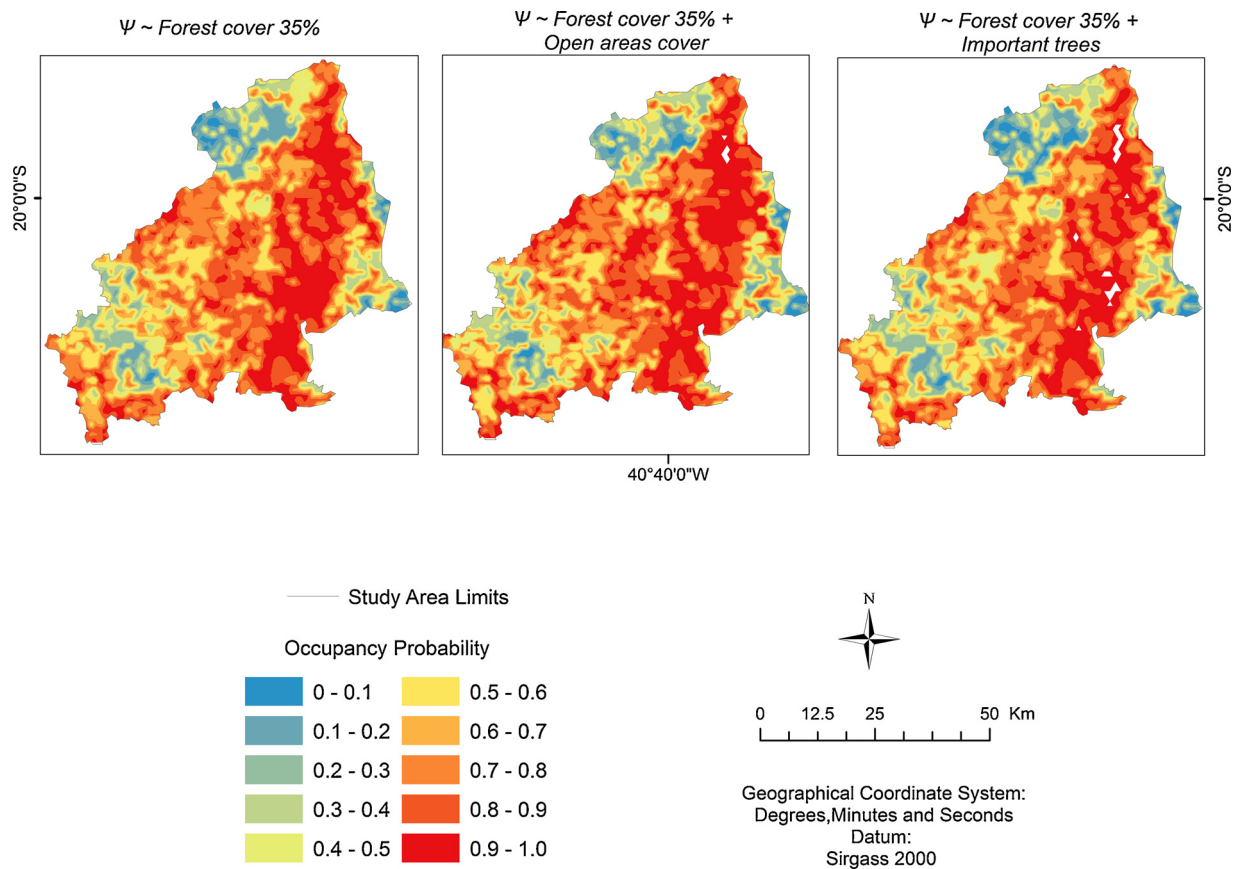 Ψ ~ Forest cover 35%
Ψ ~ Forest cover 35% +
Open areas cover
Ψ ~ Forest cover 35% +
Important trees
20°0'0"S
20°0'0"S
40°40'0"W
Study Area Limits
Occupancy Probability
0 - 0.1
0.1 - 0.2
0.2 - 0.3
0.3 - 0.4
0.4 - 0.5
0.5 - 0.6
0.6 - 0.7
0.7 - 0.8
0.8 - 0.9
0.9 - 1.0
N
0 12.5 25 50 Km
Geographical Coordinate System:
Degrees,Minutes and Seconds
Datum:
Sirgass 2000